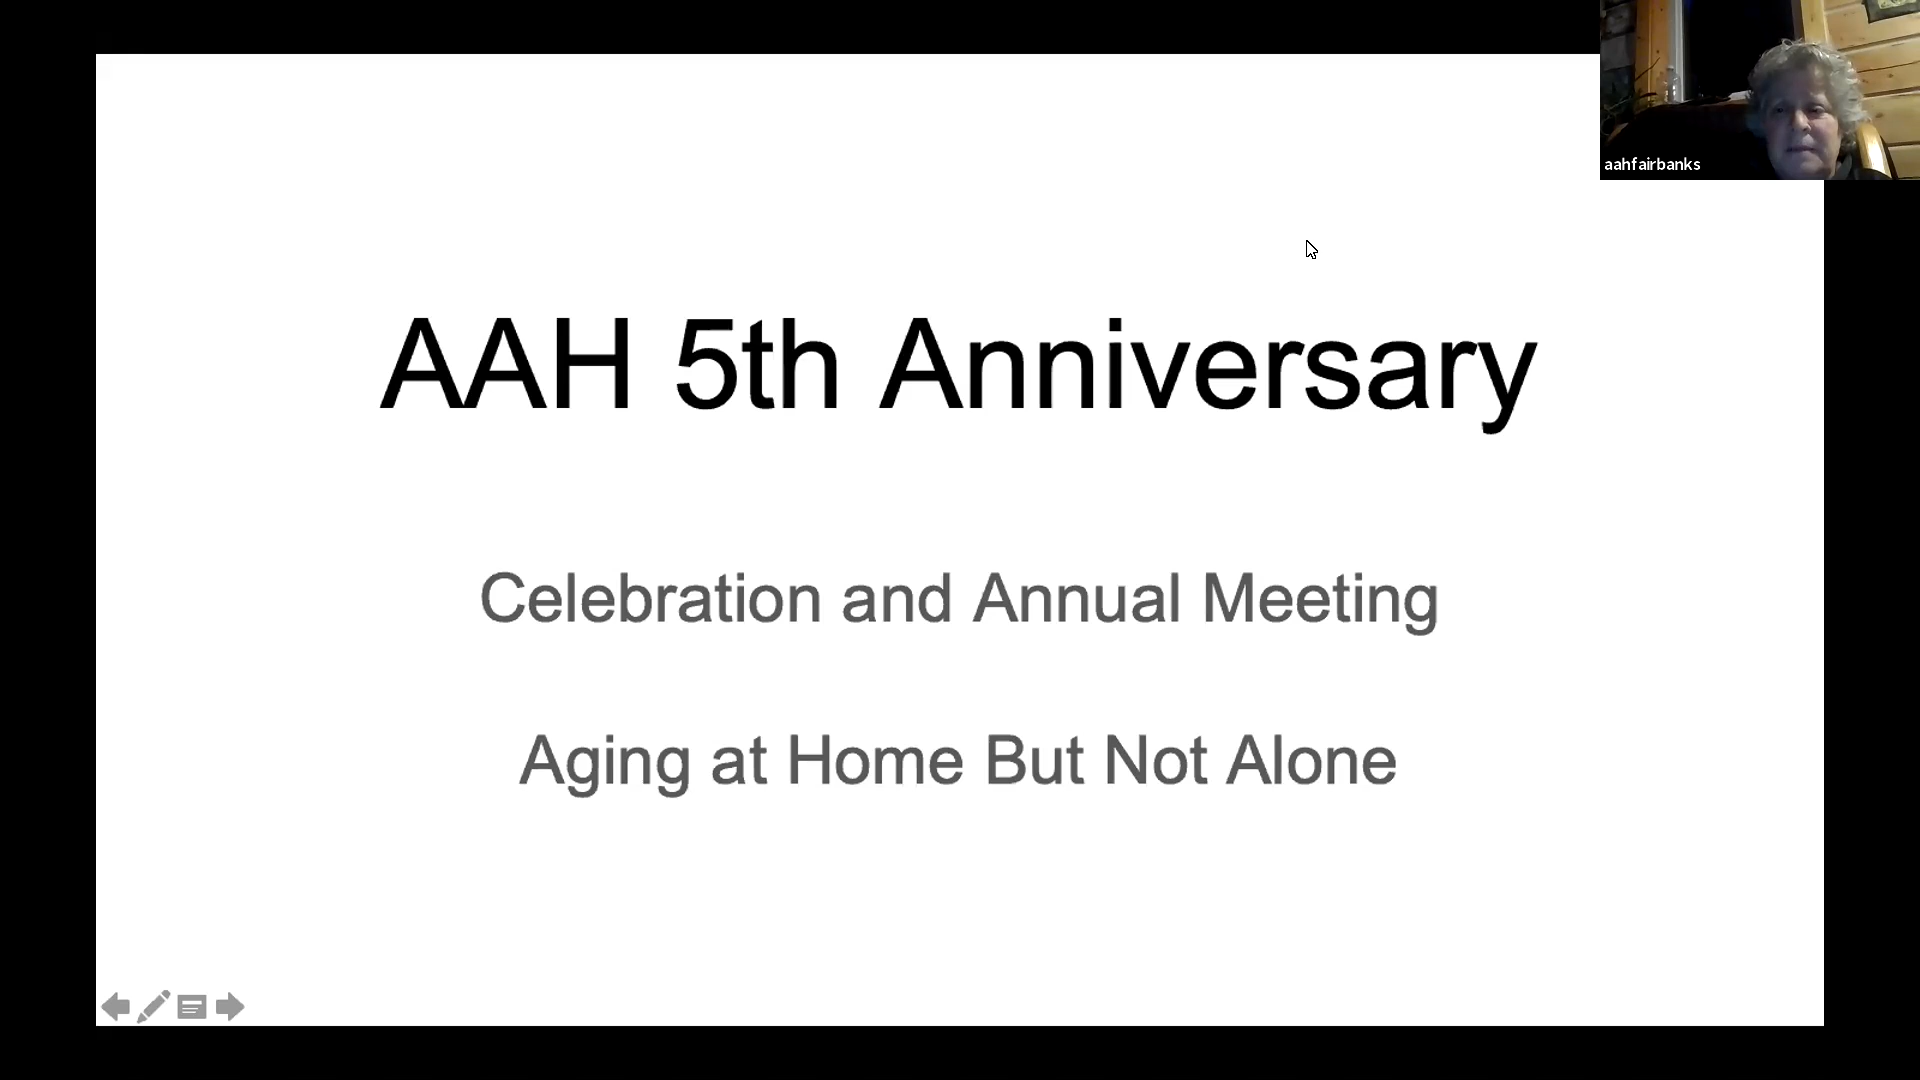 aahfairbanks
AAH 5th Anniversary
Celebration and Annual Meeting
Aging at Home But Not Alone